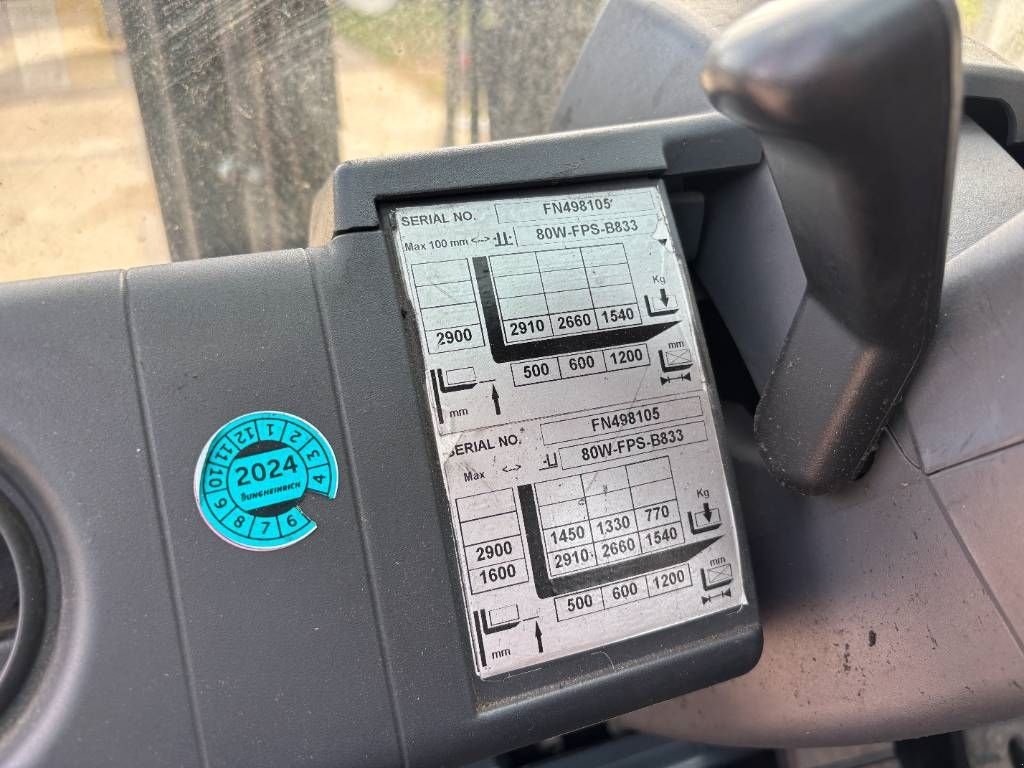 SERIAL NO. FN498105
Max 100 mm <--> 80W-FPS-B833
Kg
2900 2910 2660 1540
500 600 1200 mm
mm
SERIAL NO. FN498105
Max <--> 80W-FPS-B833
Kg
2900 1450 1330 770
1600 2910 2660 1540
500 600 1200 mm
mm
12 1 2 3 4
11 10 9 8 7 6
2024
JUNGHEINRICH